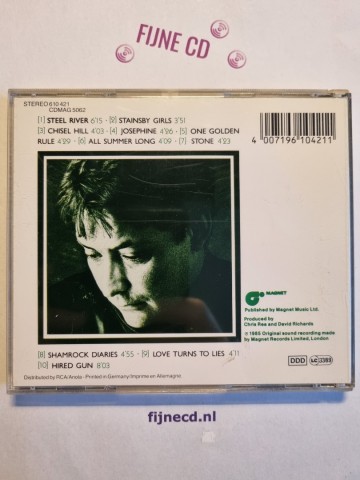 FIJNE CD
STEREO 610 421
CDMAG 5062
[1] STEEL RIVER 6'15 - [2] STAINSBY GIRLS 3'51
[3] CHISEL HILL 4'03 - [4] JOSEPHINE 4'26 - [5] ONE GOLDEN
RULE 4'29 - [6] ALL SUMMER LONG 4'09 - [7] STONE 4'23
4 007196 104211
MAGNET
Published by Magnet Music Ltd.
Produced by
Chris Rea and David Richards
℗ 1985 Original sound recording made
by Magnet Records Limited, London
[8] SHAMROCK DIARIES 4'55 - [9] LOVE TURNS TO LIES 4'11
[10] HIRED GUN 8'03
DDD LC 2383
Distributed by RCA/Ariola - Printed in Germany/Imprimé en Allemagne
fijnecd.nl